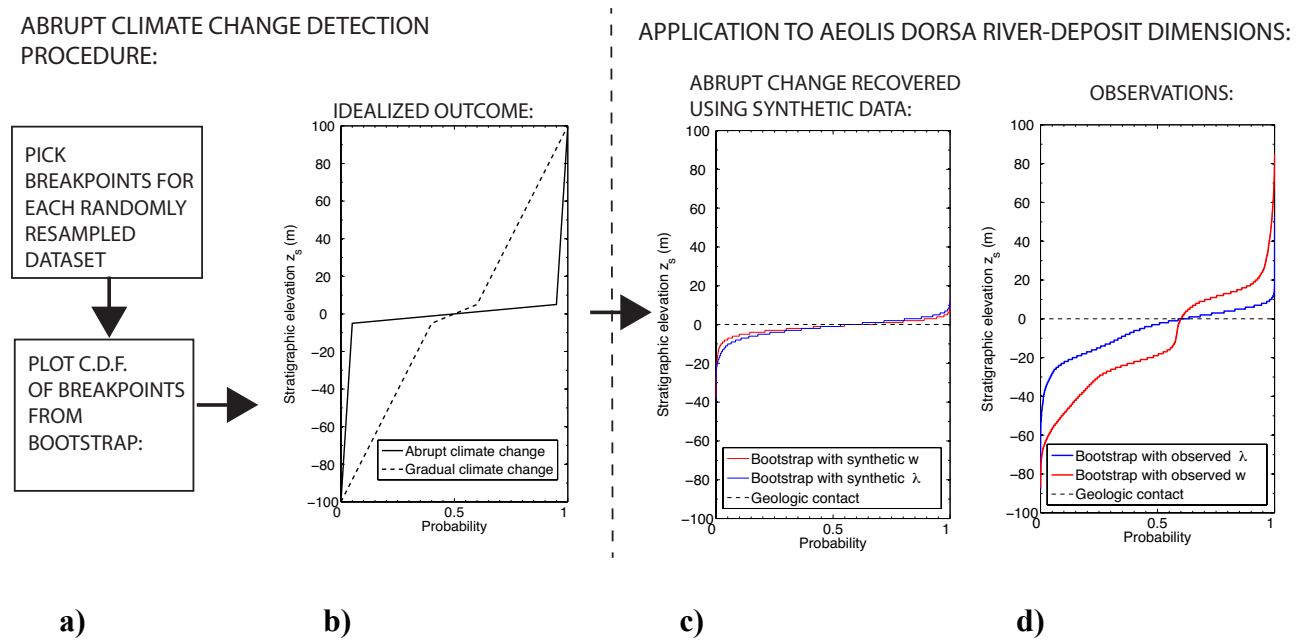 ABRUPT CLIMATE CHANGE DETECTION
PROCEDURE:
PICK
BREAKPOINTS FOR
EACH RANDOMLY
RESAMPLED
DATASET
PLOT C.D.F.
OF BREAKPOINTS
FROM
BOOTSTRAP:
IDEALIZED OUTCOME:
100
80
60
40
20
0
−20
−40
−60
−80
−100
Stratigraphic elevation z_s (m)
Abrupt climate change
Gradual climate change
0 0.5 1
Probability
APPLICATION TO AEOLIS DORSA RIVER-DEPOSIT DIMENSIONS:
ABRUPT CHANGE RECOVERED
USING SYNTHETIC DATA:
100
80
60
40
20
0
−20
−40
−60
−80
−100
Stratigraphic elevation z_s (m)
Bootstrap with synthetic w
Bootstrap with synthetic λ
Geologic contact
0 0.5 1
Probability
OBSERVATIONS:
100
80
60
40
20
0
−20
−40
−60
−80
−100
Stratigraphic elevation z_s (m)
Bootstrap with observed λ
Bootstrap with observed w
Geologic contact
0 0.5 1
Probability
a) b) c) d)